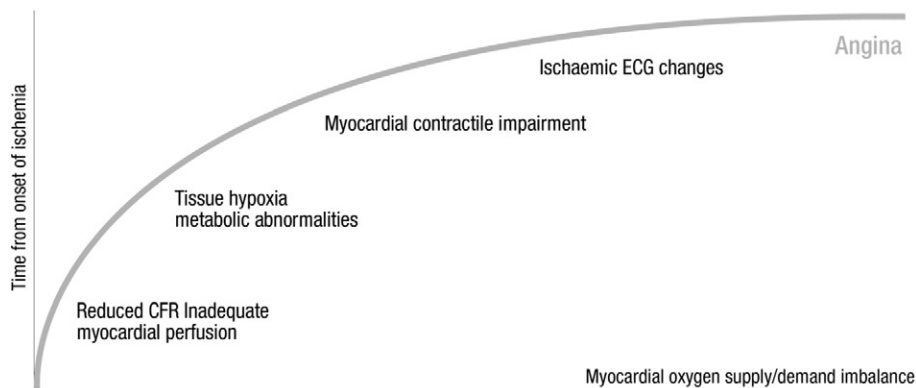 Angina
Ischaemic ECG changes
Myocardial contractile impairment
Time from onset of ischemia
Tissue hypoxia
metabolic abnormalities
Reduced CFR Inadequate
myocardial perfusion
Myocardial oxygen supply/demand imbalance